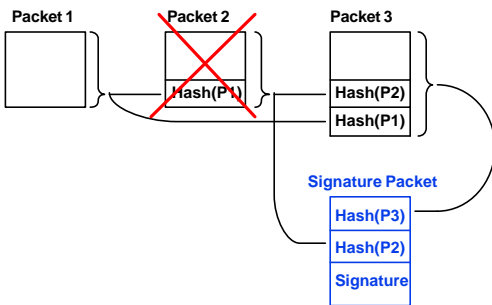 Packet 1
Packet 2
Packet 3
Hash(P1)
Hash(P2)
Hash(P1)
Signature Packet
Hash(P3)
Hash(P2)
Signature